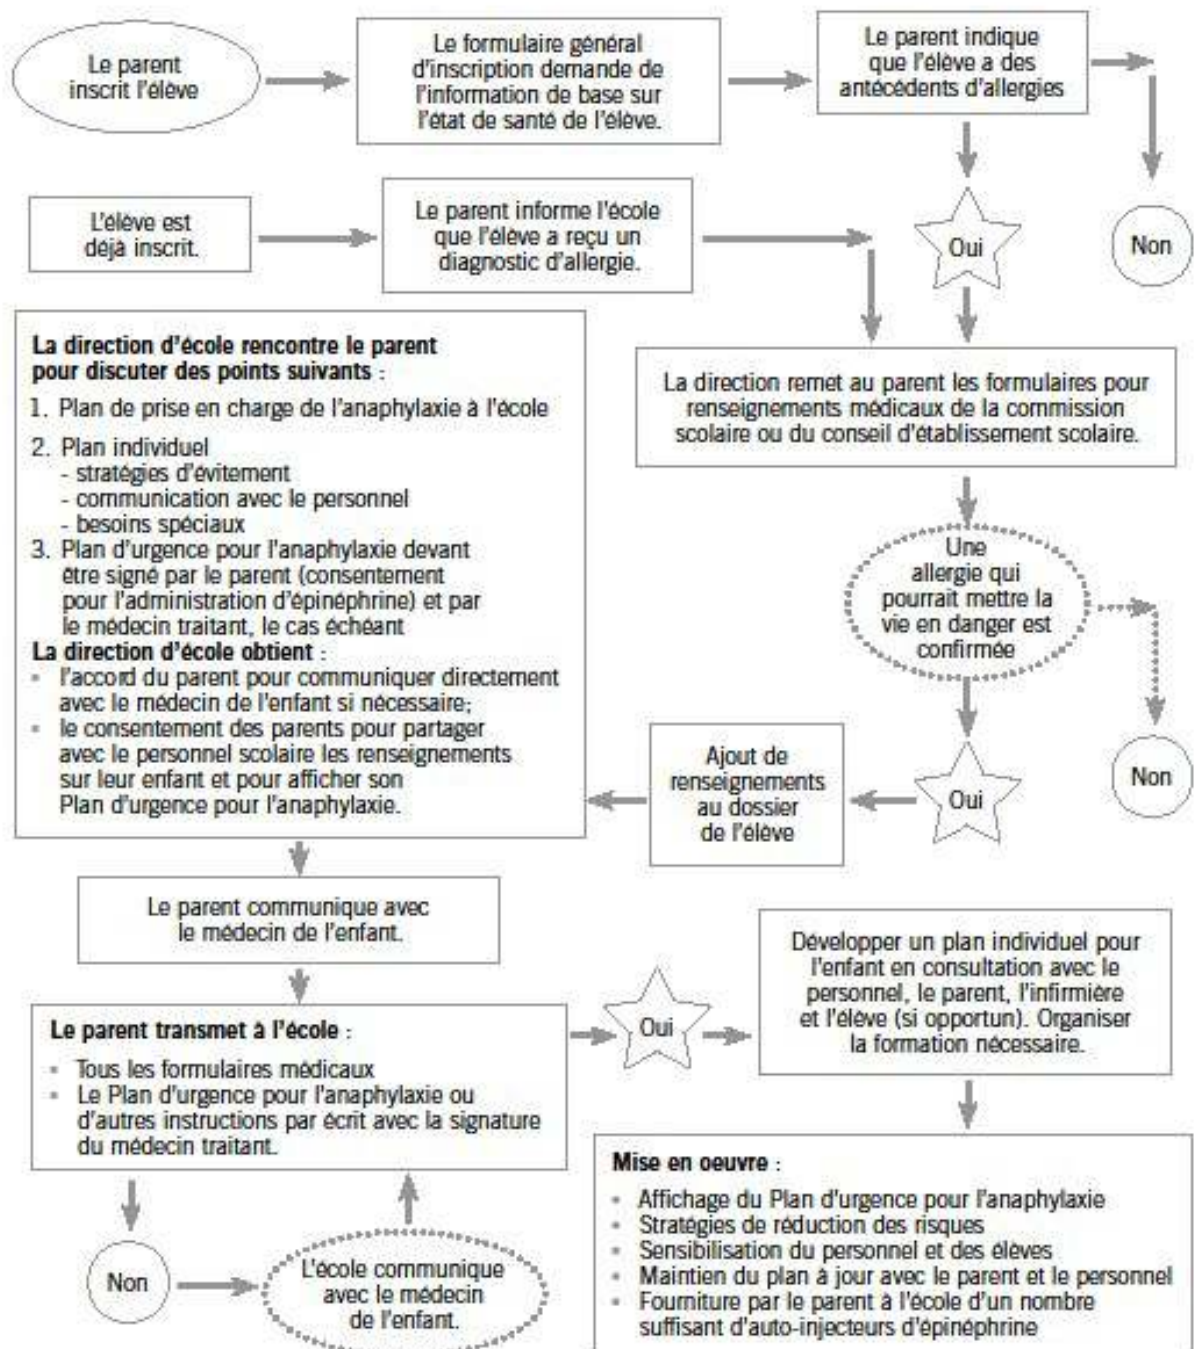 Le parent
inscrit l'élève
Le formulaire général
d'inscription demande de
l'information de base sur
l'état de santé de l'élève.
Le parent indique
que l'élève a des
antécédents d'allergies
L'élève est
déjà inscrit.
Le parent informe l'école
que l'élève a reçu un
diagnostic d'allergie.
Oui
Non
La direction d'école rencontre le parent
pour discuter des points suivants :
1. Plan de prise en charge de l'anaphylaxie à l'école
2. Plan individuel
- stratégies d'évitement
- communication avec le personnel
- besoins spéciaux
3. Plan d'urgence pour l'anaphylaxie devant
être signé par le parent (consentement
pour l'administration d'épinéphrine) et par
le médecin traitant, le cas échéant
La direction d'école obtient :
▪ l'accord du parent pour communiquer directement
avec le médecin de l'enfant si nécessaire;
▪ le consentement des parents pour partager
avec le personnel scolaire les renseignements
sur leur enfant et pour afficher son
Plan d'urgence pour l'anaphylaxie.
La direction remet au parent les formulaires pour
renseignements médicaux de la commission
scolaire ou du conseil d'établissement scolaire.
Une
allergie qui
pourrait mettre la
vie en danger est
confirmée
Ajout de
renseignements
au dossier
de l'élève
Oui
Non
Le parent communique avec
le médecin de l'enfant.
Le parent transmet à l'école :
▪ Tous les formulaires médicaux
▪ Le Plan d'urgence pour l'anaphylaxie ou
d'autres instructions par écrit avec la signature
du médecin traitant.
Oui
Développer un plan individuel pour
l'enfant en consultation avec le
personnel, le parent, l'infirmière
et l'élève (si opportun). Organiser
la formation nécessaire.
Non
L'école communique
avec le médecin
de l'enfant.
Mise en oeuvre :
▪ Affichage du Plan d'urgence pour l'anaphylaxie
▪ Stratégies de réduction des risques
▪ Sensibilisation du personnel et des élèves
▪ Maintien du plan à jour avec le parent et le personnel
▪ Fourniture par le parent à l'école d'un nombre
suffisant d'auto-injecteurs d'épinéphrine